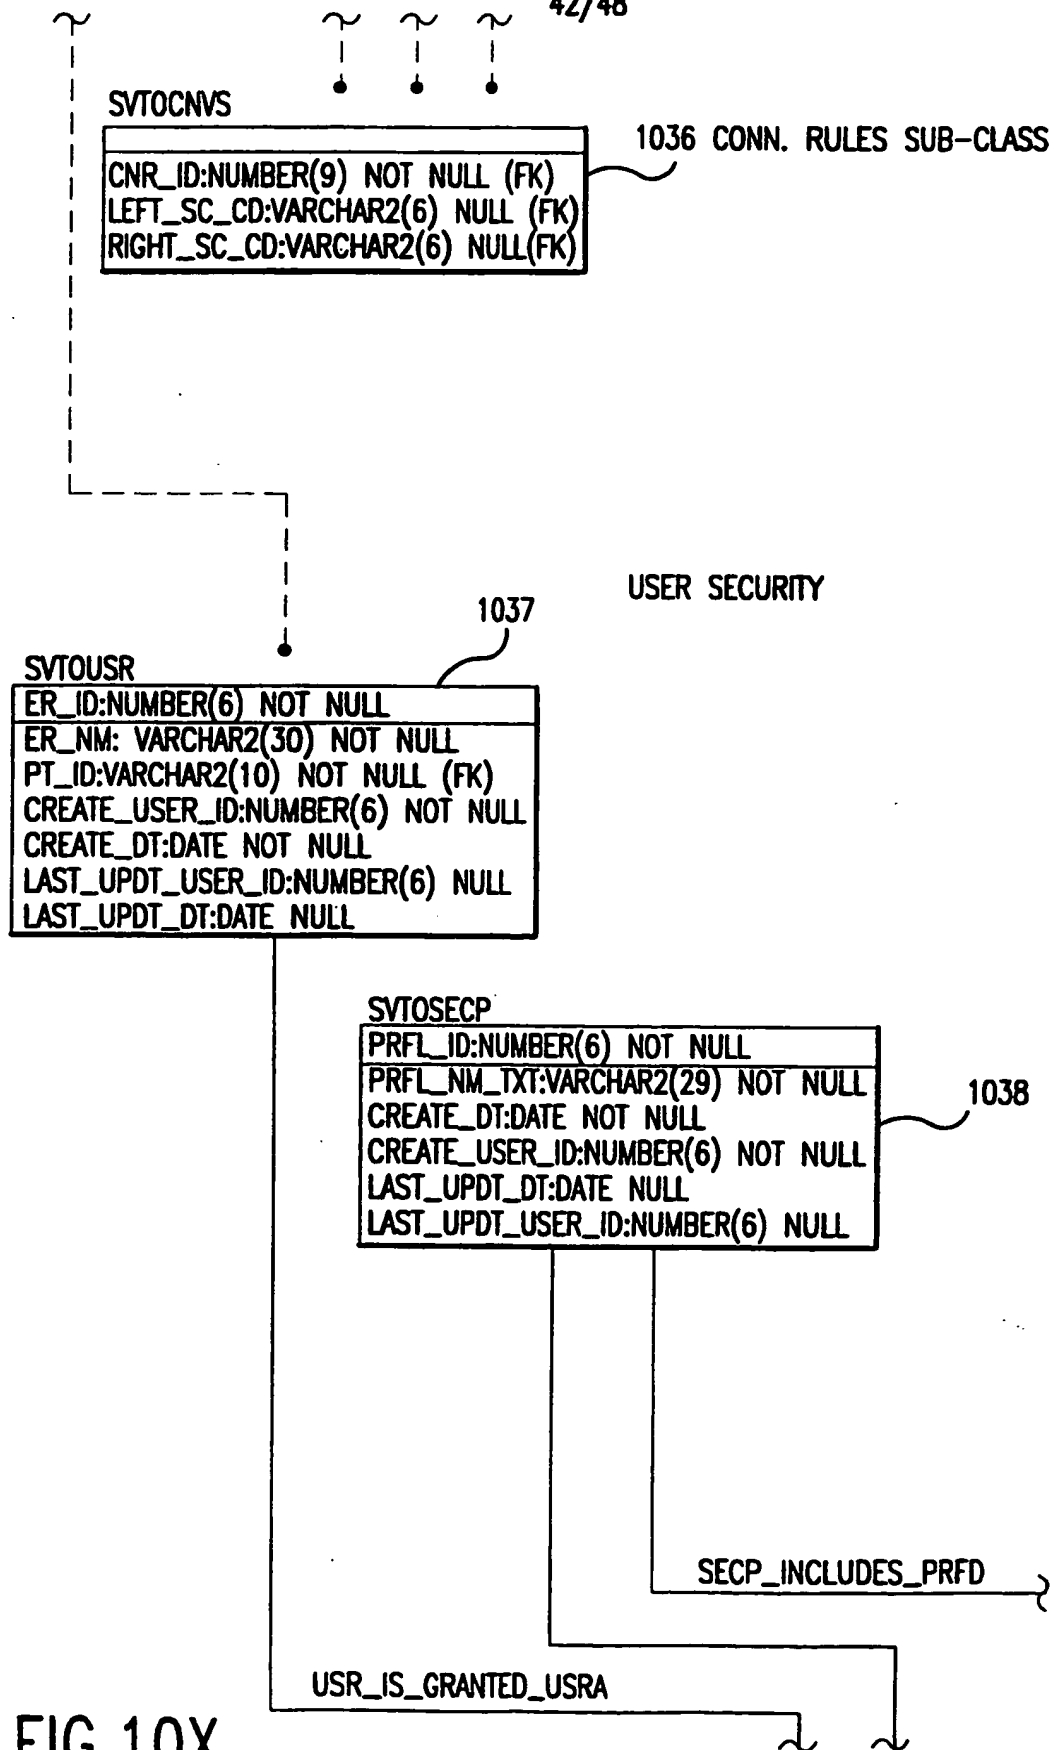 42/48
SVTOCNVS
1036 CONN. RULES SUB-CLASS
CNR_ID:NUMBER(9) NOT NULL (FK)
LEFT_SC_CD:VARCHAR2(6) NULL (FK)
RIGHT_SC_CD:VARCHAR2(6) NULL(FK)
USER SECURITY
1037
SVTOUSR
ER_ID:NUMBER(6) NOT NULL
ER_NM: VARCHAR2(30) NOT NULL
PT_ID:VARCHAR2(10) NOT NULL (FK)
CREATE_USER_ID:NUMBER(6) NOT NULL
CREATE_DT:DATE NOT NULL
LAST_UPDT_USER_ID:NUMBER(6) NULL
LAST_UPDT_DT:DATE NULL
SVTOSECP
PRFL_ID:NUMBER(6) NOT NULL
PRFL_NM_TXT:VARCHAR2(29) NOT NULL
1038
CREATE_DT:DATE NOT NULL
CREATE_USER_ID:NUMBER(6) NOT NULL
LAST_UPDT_DT:DATE NULL
LAST_UPDT_USER_ID:NUMBER(6) NULL
SECP_INCLUDES_PRFD
USR_IS_GRANTED_USRA
FIG.10X